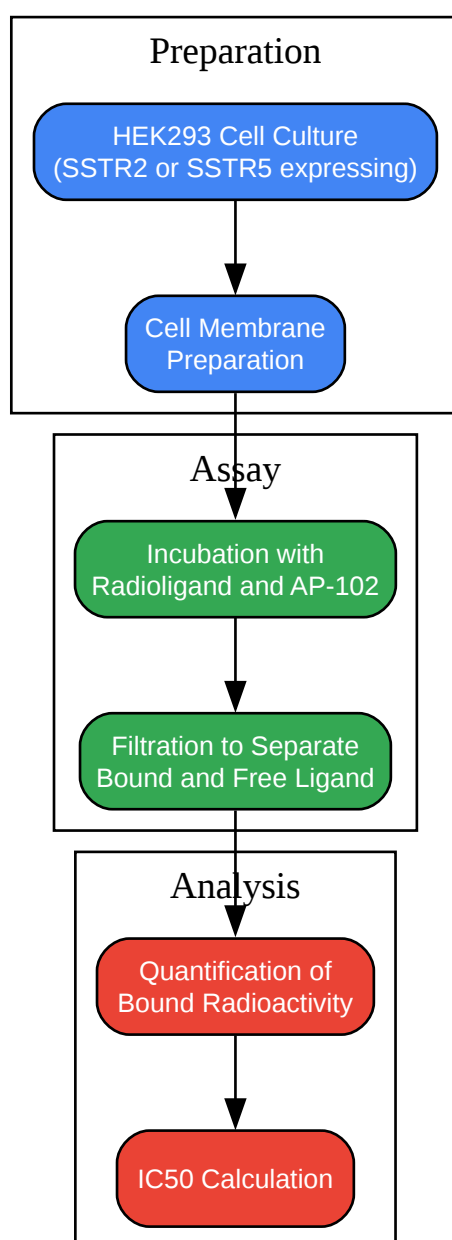 Preparation
HEK293 Cell Culture
(SSTR2 or SSTR5 expressing)
Cell Membrane
Preparation
Assay
Incubation with
Radioligand and AP-102
Filtration to Separate
Bound and Free Ligand
Analysis
Quantification of
Bound Radioactivity
IC50 Calculation